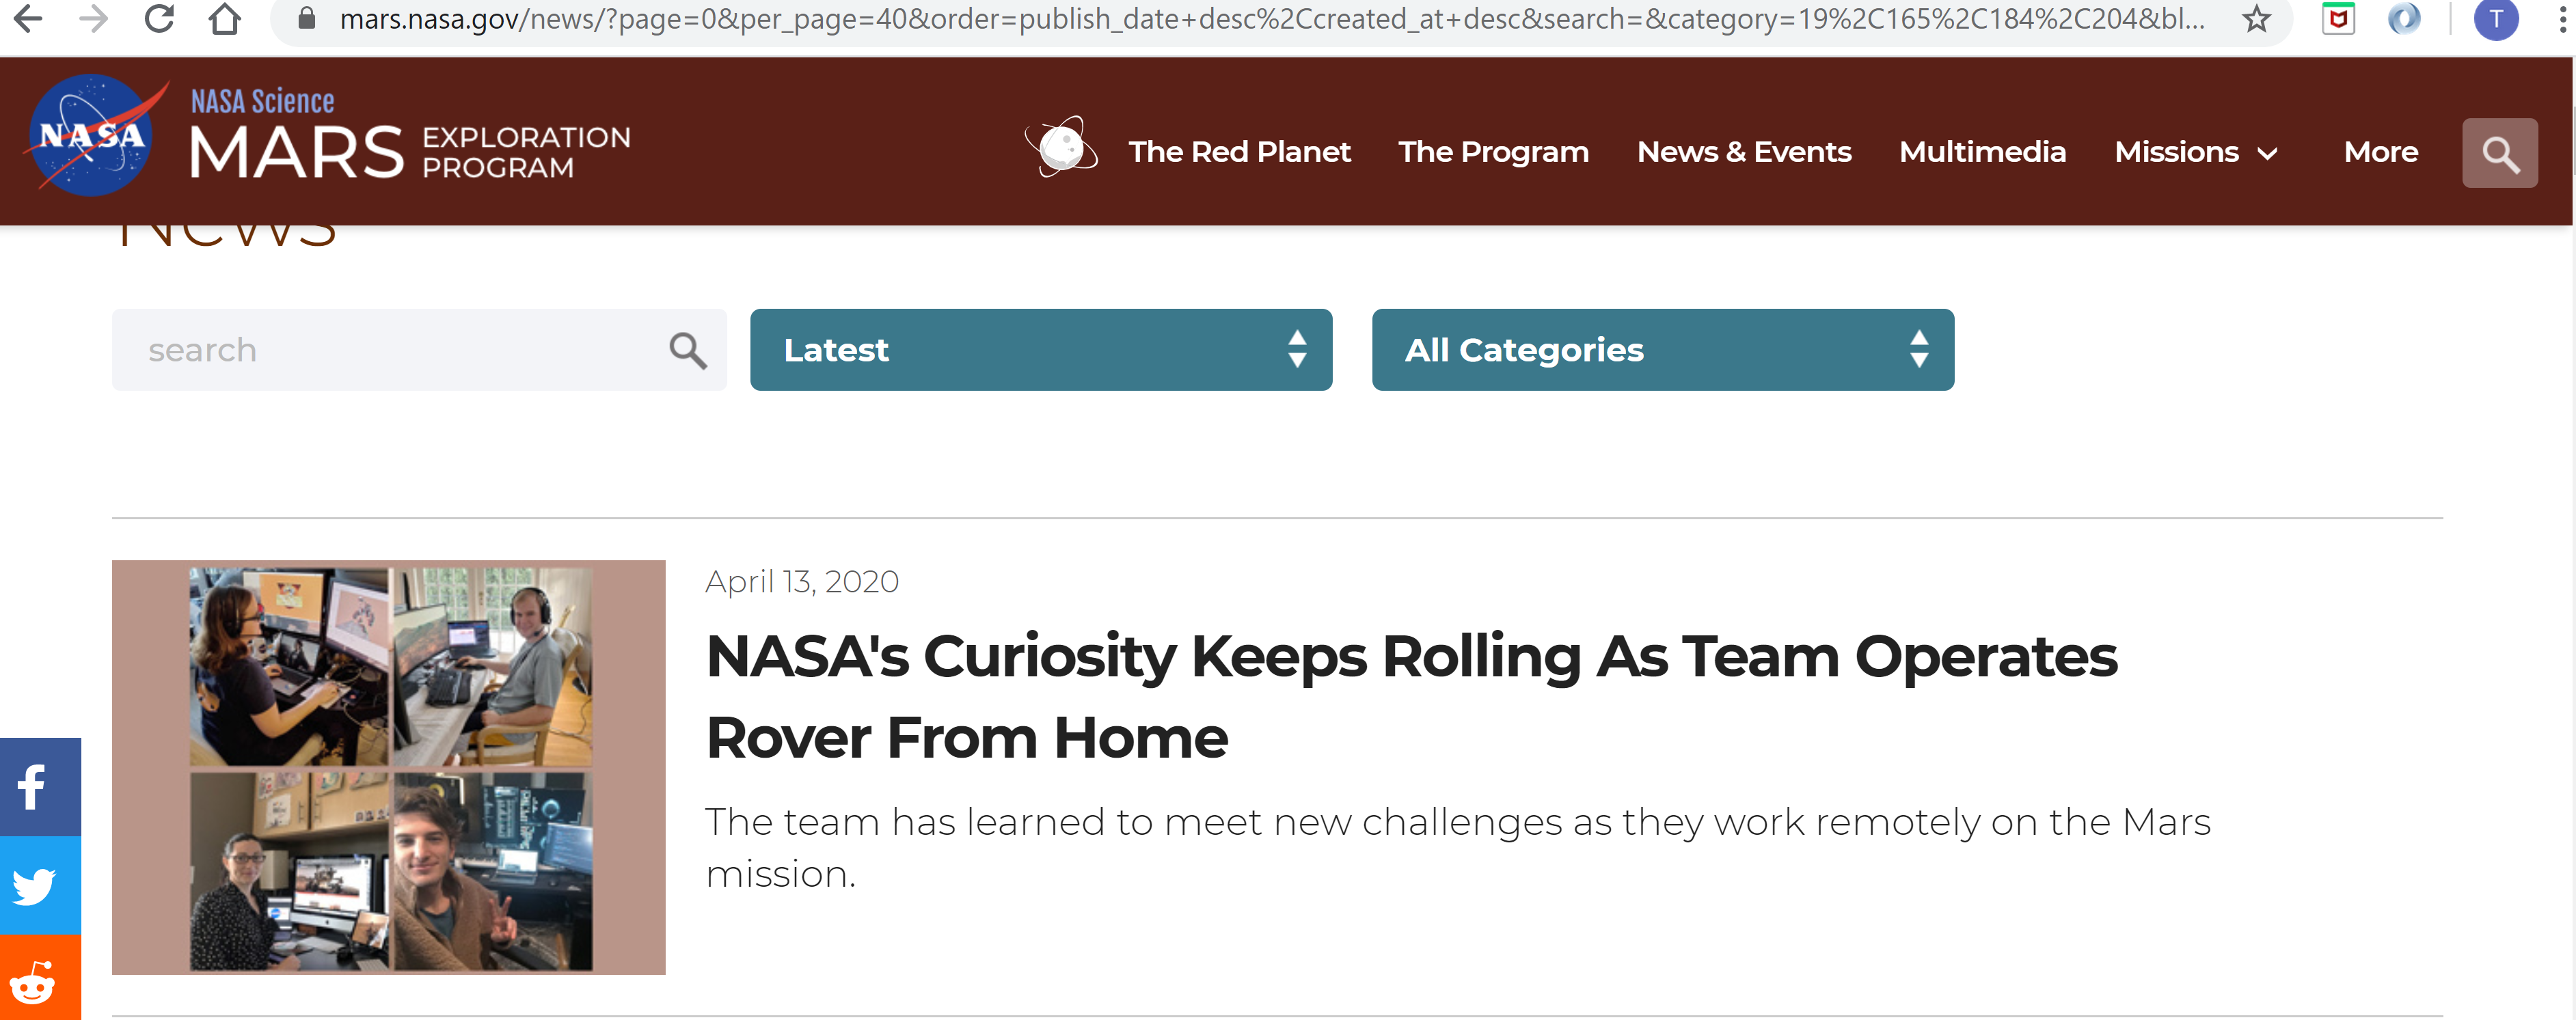 mars.nasa.gov/news/?page=0&per_page=40&order=publish_date+desc%2Ccreated_at+desc&search=&category=19%2C165%2C184%2C204&bl...
T
NASA
NASA Science
MARS EXPLORATION PROGRAM
The Red Planet
The Program
News & Events
Multimedia
Missions
More
News
search
Latest
All Categories
April 13, 2020
NASA's Curiosity Keeps Rolling As Team Operates
Rover From Home
The team has learned to meet new challenges as they work remotely on the Mars
mission.